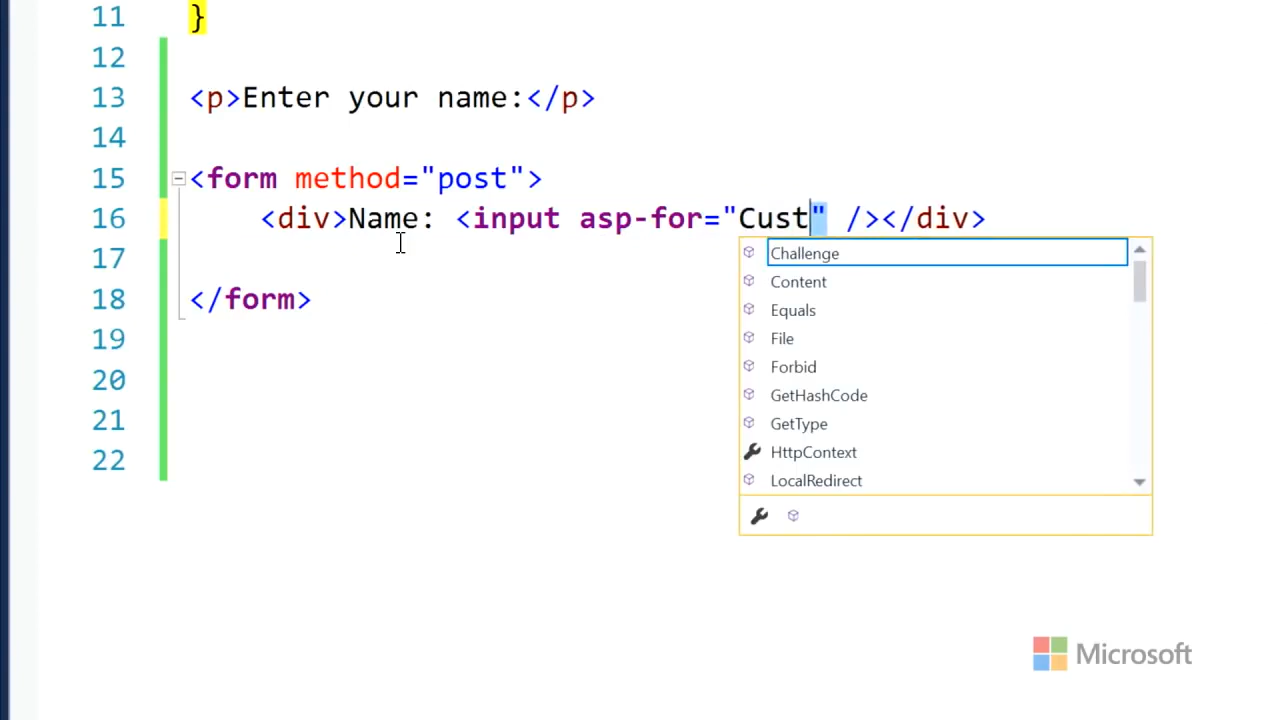 11 }
12
13 <p>Enter your name:</p>
14
15 <form method="post">
16 <div>Name: <input asp-for="Cust" /></div>
17
18 </form>
19
20
21
22
Challenge
Content
Equals
File
Forbid
GetHashCode
GetType
HttpContext
LocalRedirect
Microsoft